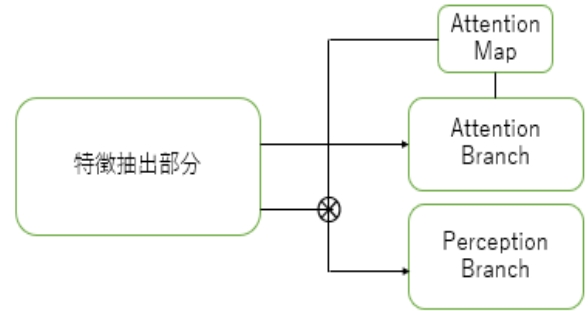 Attention
Map
特徴抽出部分
Attention
Branch
Perception
Branch